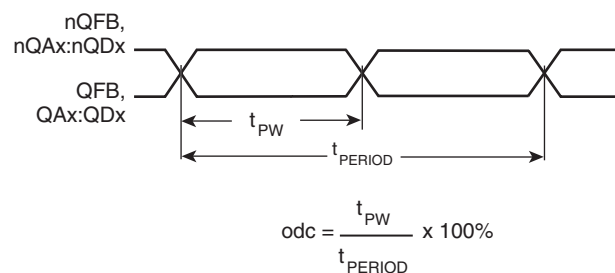 nQFB,
nQAx:nQDx
QFB,
QAx:QDx
tPW
tPERIOD
odc = tPW / tPERIOD x 100%